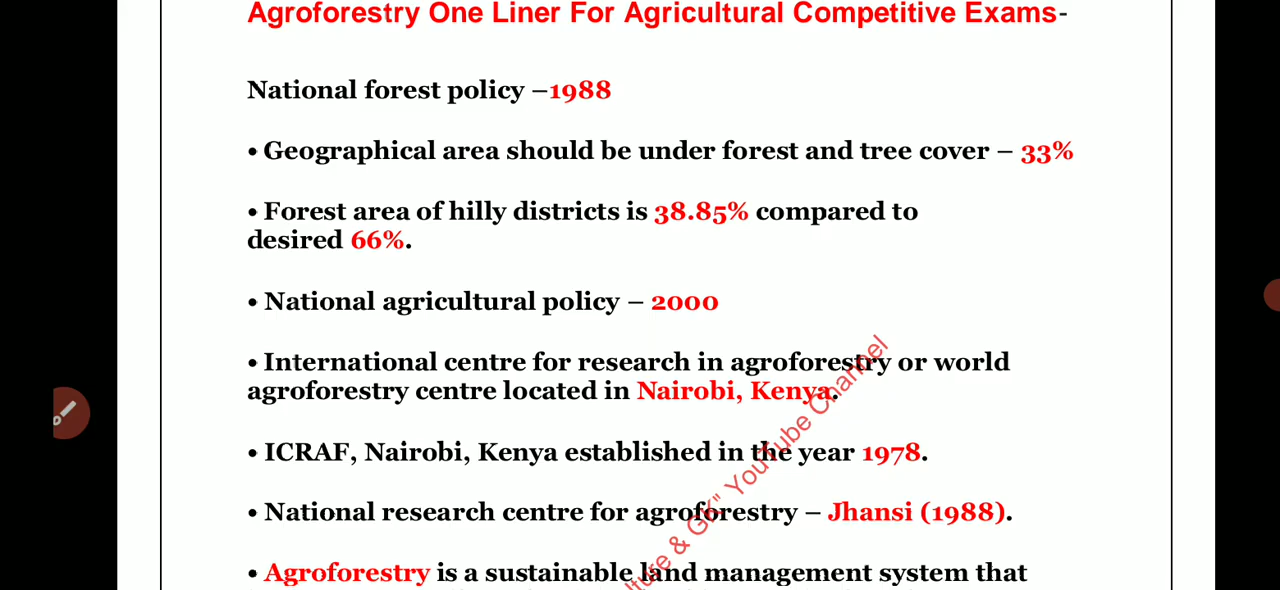 Agroforestry One Liner For Agricultural Competitive Exams-
National forest policy –1988
• Geographical area should be under forest and tree cover – 33%
• Forest area of hilly districts is 38.85% compared to
desired 66%.
• National agricultural policy – 2000
• International centre for research in agroforestry or world
agroforestry centre located in Nairobi, Kenya.
• ICRAF, Nairobi, Kenya established in the year 1978.
• National research centre for agroforestry – Jhansi (1988).
• Agroforestry is a sustainable land management system that
& GK" YouTube Channel